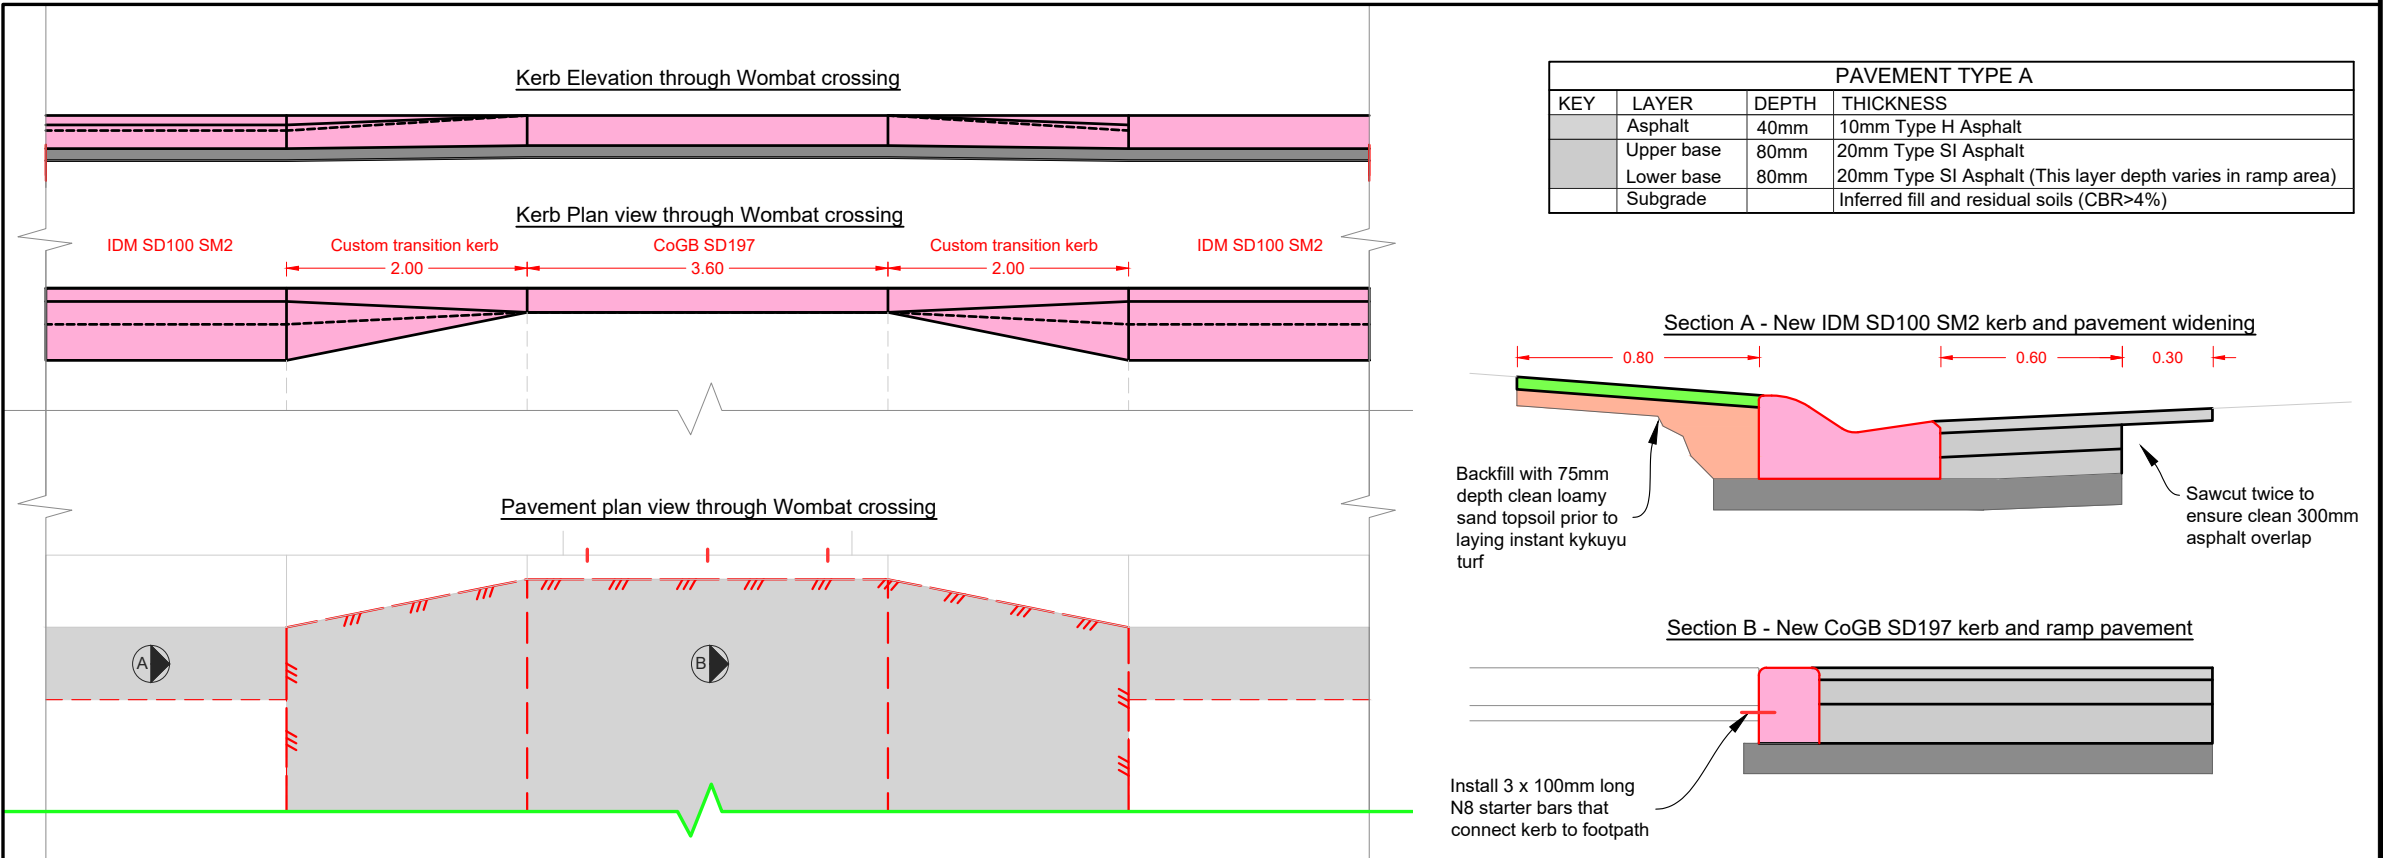 Kerb Elevation through Wombat crossing
Kerb Plan view through Wombat crossing
IDM SD100 SM2
Custom transition kerb
CoGB SD197
Custom transition kerb
IDM SD100 SM2
2.00
3.60
2.00
Pavement plan view through Wombat crossing
A
B
PAVEMENT TYPE A
KEY LAYER DEPTH THICKNESS
Asphalt 40mm 10mm Type H Asphalt
Upper base 80mm 20mm Type SI Asphalt
Lower base 80mm 20mm Type SI Asphalt (This layer depth varies in ramp area)
Subgrade Inferred fill and residual soils (CBR>4%)
Section A - New IDM SD100 SM2 kerb and pavement widening
0.80
0.60
0.30
Backfill with 75mm
depth clean loamy
sand topsoil prior to
laying instant kykuyu
turf
Sawcut twice to
ensure clean 300mm
asphalt overlap
Section B - New CoGB SD197 kerb and ramp pavement
Install 3 x 100mm long
N8 starter bars that
connect kerb to footpath